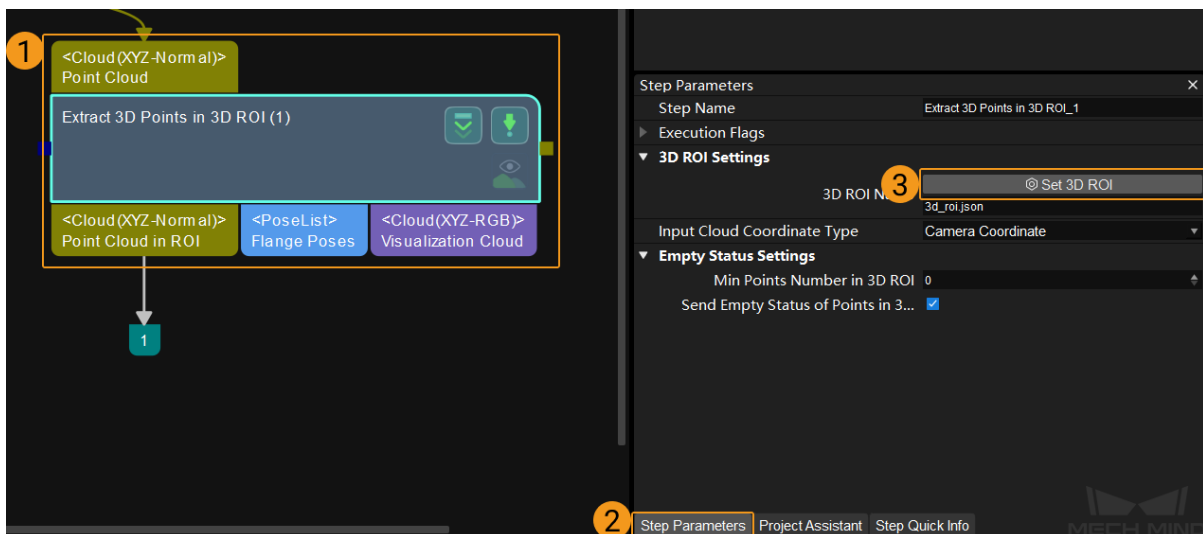 1
<Cloud(XYZ-Normal)>
Point Cloud
Extract 3D Points in 3D ROI (1)
<Cloud(XYZ-Normal)>
Point Cloud in ROI
<PoseList>
Flange Poses
<Cloud(XYZ-RGB)>
Visualization Cloud
1
Step Parameters
Step Name
Extract 3D Points in 3D ROI_1
Execution Flags
3D ROI Settings
3D ROI N
3
Set 3D ROI
3d_roi.json
Input Cloud Coordinate Type
Camera Coordinate
Empty Status Settings
Min Points Number in 3D ROI
0
Send Empty Status of Points in 3...
2
Step Parameters
Project Assistant
Step Quick Info
MECH MIND